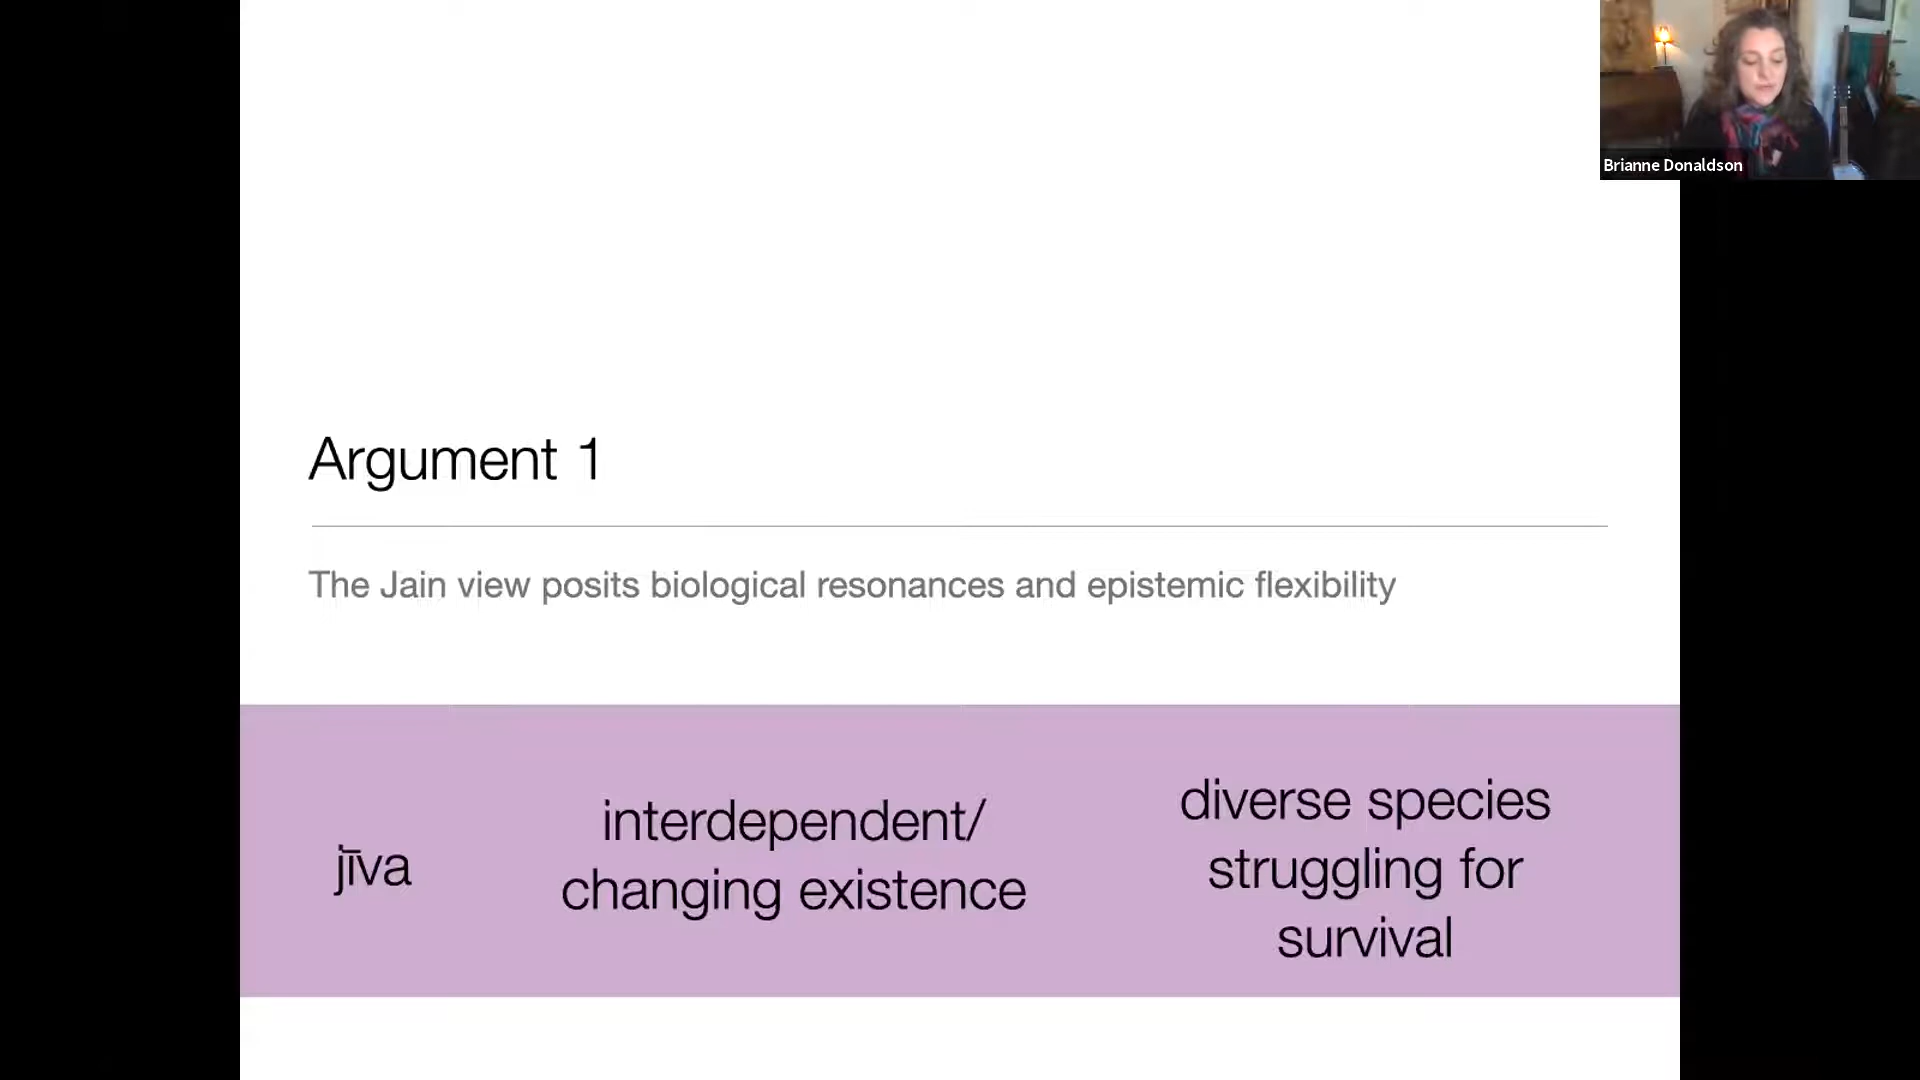 Brianne Donaldson
Argument 1
The Jain view posits biological resonances and epistemic flexibility
jīva
interdependent/
changing existence
diverse species
struggling for
survival